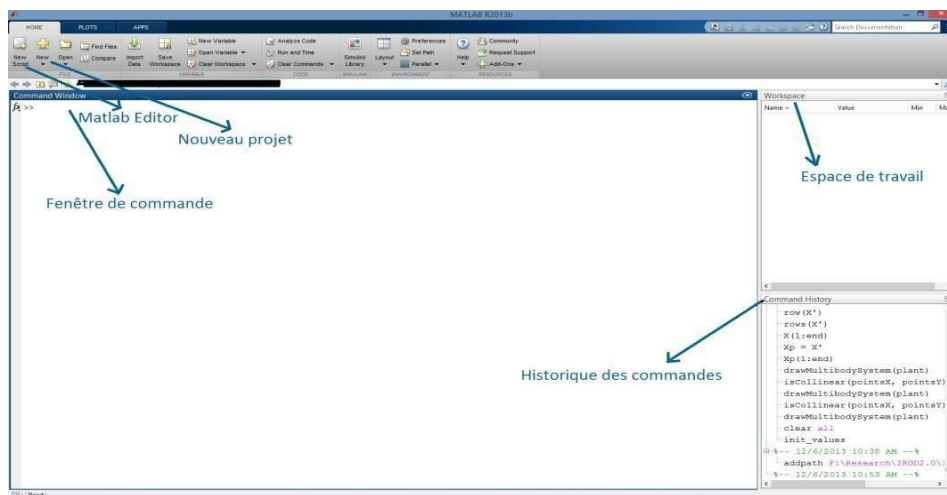 MATLAB R2013b
HOME PLOTS APPS
Search Documentation
New Script New Open Find Files Compare Import Data Save Workspace New Variable Open Variable Clear Workspace Analyze Code Run and Time Clear Commands Simulink Library Layout Preferences Set Path Parallel Help Community Request Support Add-Ons
FILE VARIABLE CODE SIMULINK ENVIRONMENT RESOURCES
Command Window
fx >>
Workspace
Name Value Min
Matlab Editor
Nouveau projet
Espace de travail
Fenêtre de commande
Command History
row(X')
rows(X')
X(1:end)
Xp = X'
Xp(1:end)
drawMultibodySystem(plant)
isCollinear(pointsX, pointsY)
drawMultibodySystem(plant)
isCollinear(pointsX, pointsY)
drawMultibodySystem(plant)
clear all
init_values
%-- 12/6/2013 10:38 AM --%
addpath F:\Research\IROD2.0\
%-- 12/6/2013 10:53 AM --%
Historique des commandes
Ready